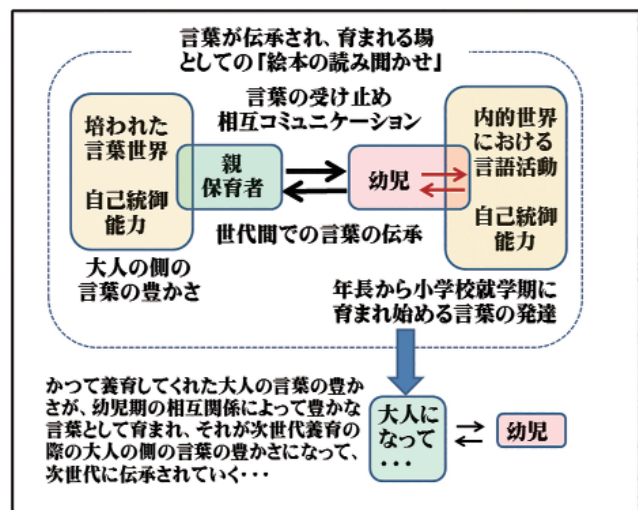 言葉が伝承され、育まれる場
としての「絵本の読み聞かせ」
言葉の受け止め
相互コミュニケーション
培われた
言葉世界
自己統御
能力
親
保育者
幼児
内的世界
における
言語活動
自己統御
能力
世代間での言葉の伝承
大人の側の
言葉の豊かさ
年長から小学校就学期に
育まれ始める言葉の発達
かつて養育してくれた大人の言葉の豊か
さが、幼児期の相互関係によって豊かな
言葉として育まれ、それが次世代養育の
際の大人の側の言葉の豊かさになって、
次世代に伝承されていく・・・
大人に
なって
・・・
幼児